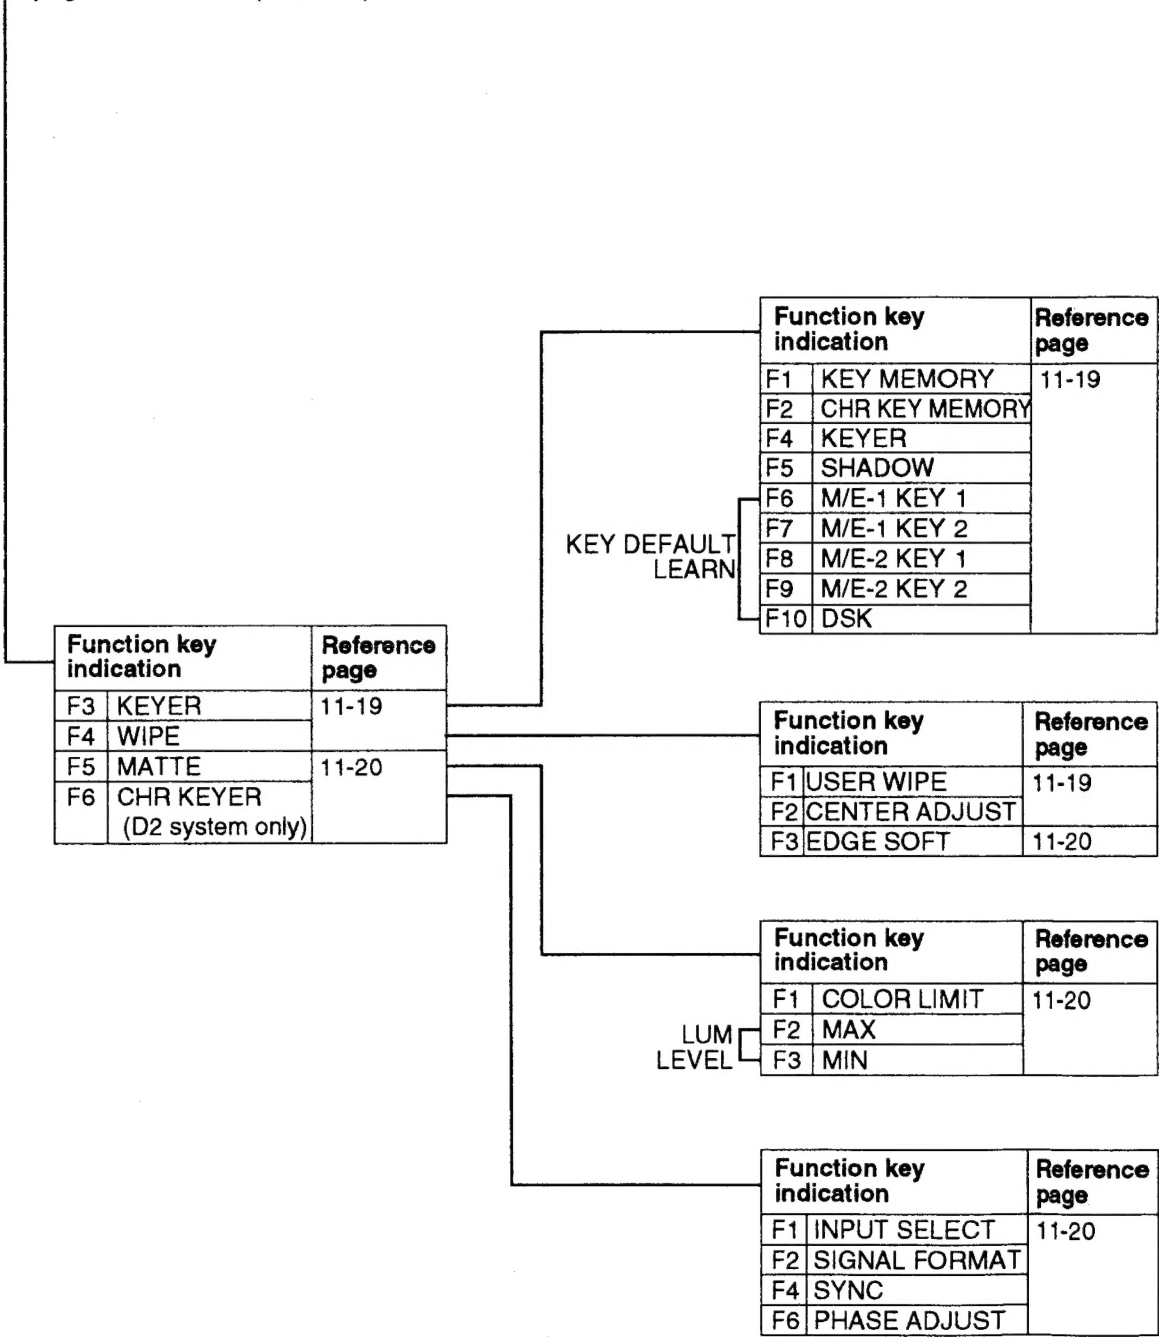 Function key indication Reference page
F3 KEYER 11-19
F4 WIPE
F5 MATTE 11-20
F6 CHR KEYER
(D2 system only)
Function key indication Reference page
F1 KEY MEMORY 11-19
F2 CHR KEY MEMORY
F4 KEYER
F5 SHADOW
F6 M/E-1 KEY 1
F7 M/E-1 KEY 2
F8 M/E-2 KEY 1
F9 M/E-2 KEY 2
F10 DSK
KEY DEFAULT
LEARN
Function key indication Reference page
F1 USER WIPE 11-19
F2 CENTER ADJUST
F3 EDGE SOFT 11-20
Function key indication Reference page
F1 COLOR LIMIT 11-20
F2 MAX
F3 MIN
LUM
LEVEL
Function key indication Reference page
F1 INPUT SELECT 11-20
F2 SIGNAL FORMAT
F4 SYNC
F6 PHASE ADJUST